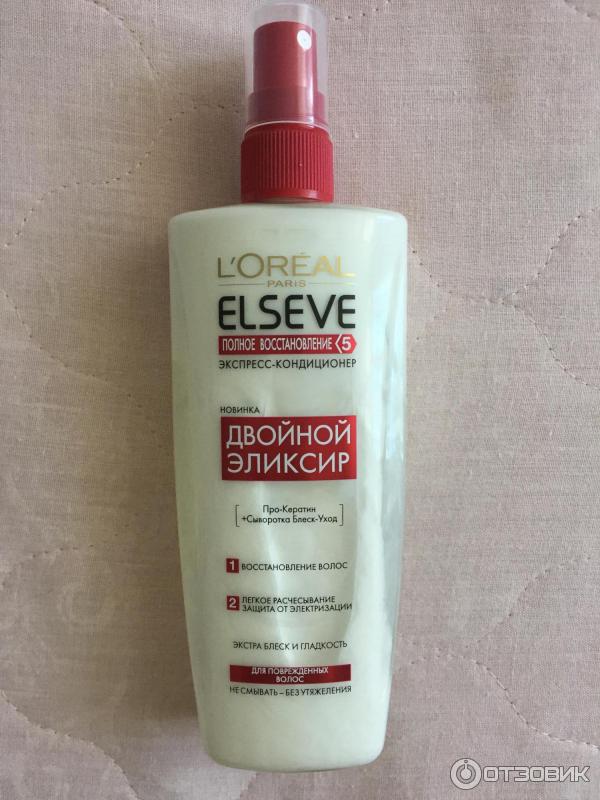 L'ORÉAL
PARIS
ELSEVE
ПОЛНОЕ ВОССТАНОВЛЕНИЕ 5
ЭКСПРЕСС-КОНДИЦИОНЕР
НОВИНКА
ДВОЙНОЙ
ЭЛИКСИР
Про-Кератин
+Сыворотка Блеск-Уход
1 ВОССТАНОВЛЕНИЕ ВОЛОС
2 ЛЕГКОЕ РАСЧЕСЫВАНИЕ
ЗАЩИТА ОТ ЭЛЕКТРИЗАЦИИ
ЭКСТРА БЛЕСК И ГЛАДКОСТЬ
ДЛЯ ПОВРЕЖДЕННЫХ
ВОЛОС
НЕ СМЫВАТЬ – БЕЗ УТЯЖЕЛЕНИЯ
ОТЗОВИК